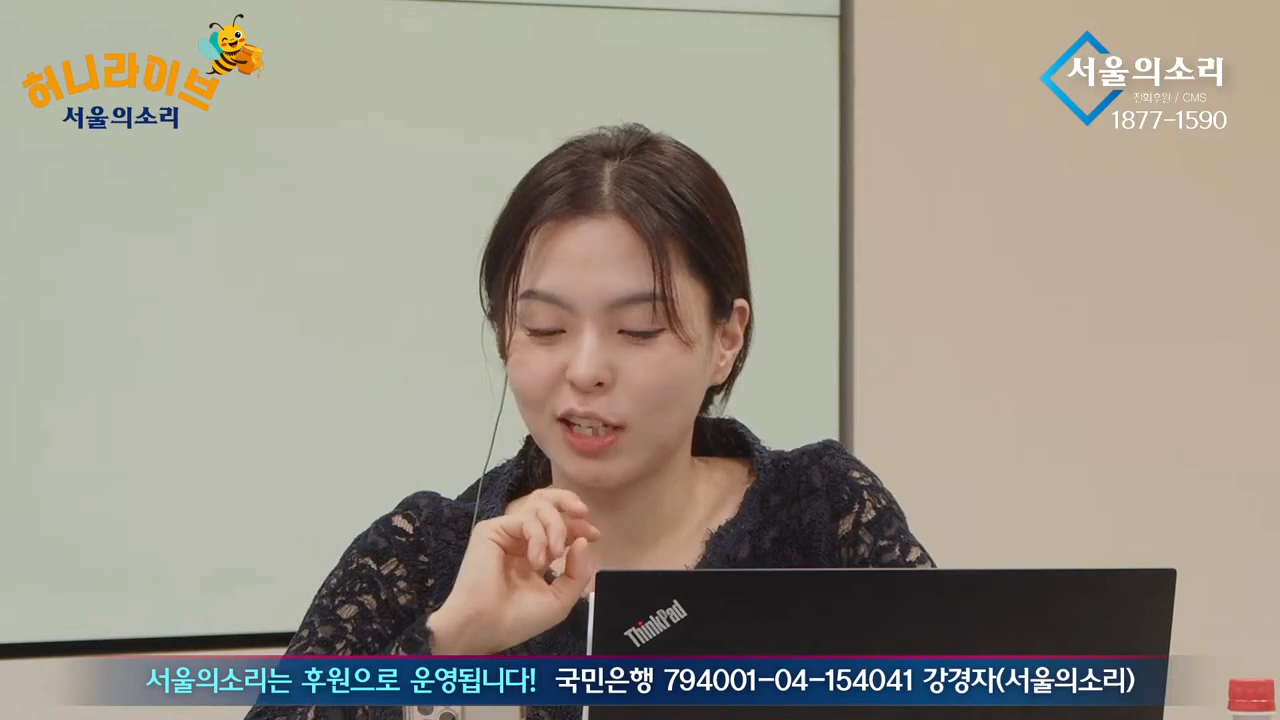 허니라이브
서울의소리
서울의소리
전화후원 / CMS
1877-1590
ThinkPad
서울의소리는 후원으로 운영됩니다! 국민은행 794001-04-154041 강경자(서울의소리)